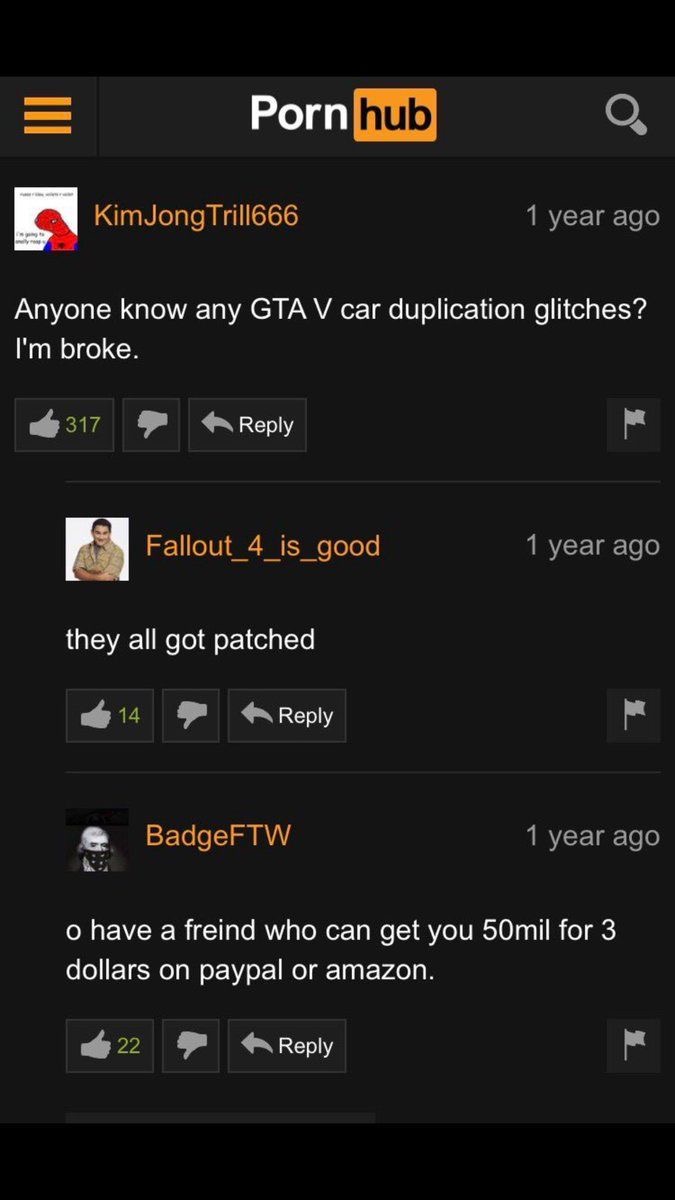 Porn hub
KimJongTrill666
1 year ago
Anyone know any GTA V car duplication glitches?
I'm broke.
317
Reply
Fallout_4_is_good
1 year ago
they all got patched
14
Reply
BadgeFTW
1 year ago
o have a freind who can get you 50mil for 3
dollars on paypal or amazon.
22
Reply